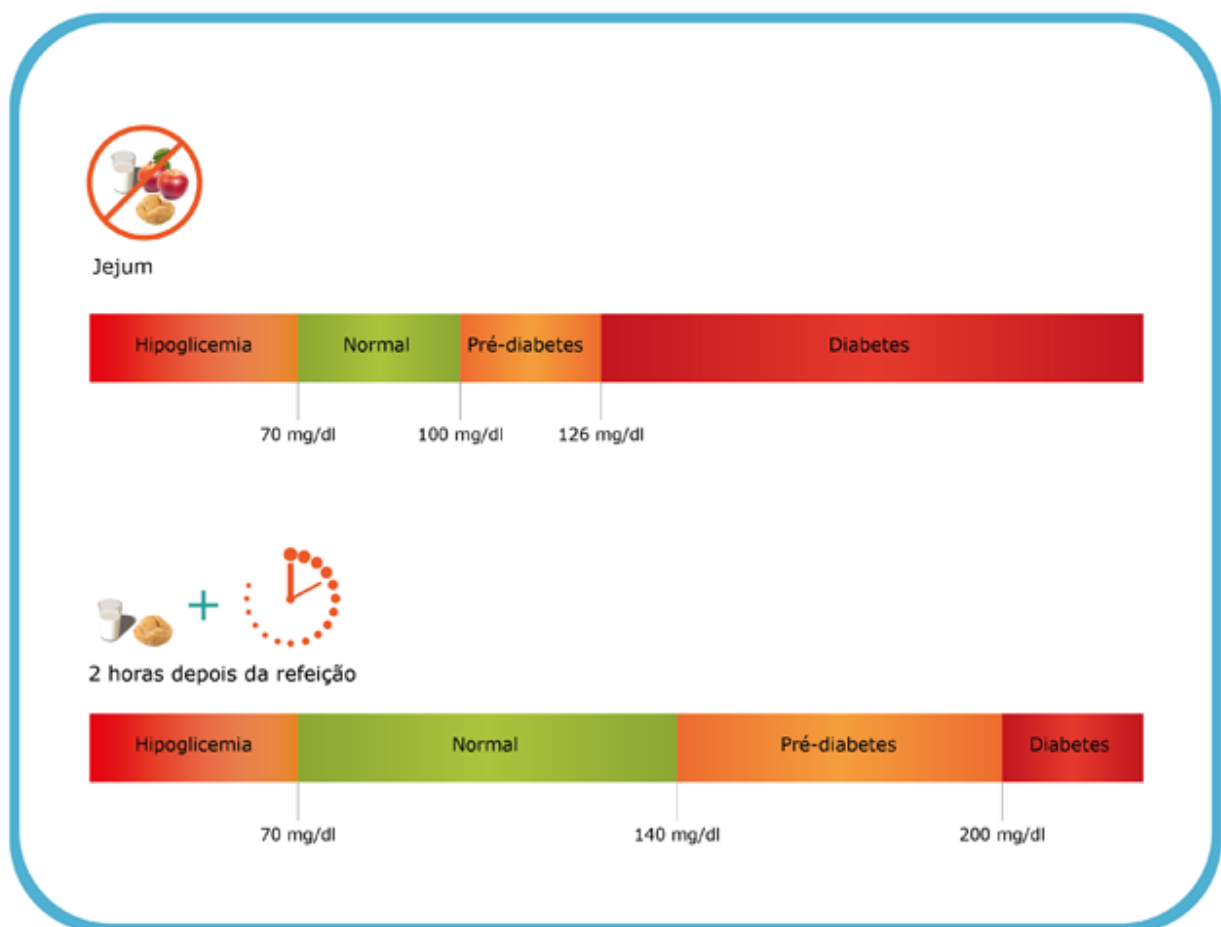 Jejum
Hipoglicemia Normal Pré-diabetes Diabetes
70 mg/dl 100 mg/dl 126 mg/dl
2 horas depois da refeição
Hipoglicemia Normal Pré-diabetes Diabetes
70 mg/dl 140 mg/dl 200 mg/dl